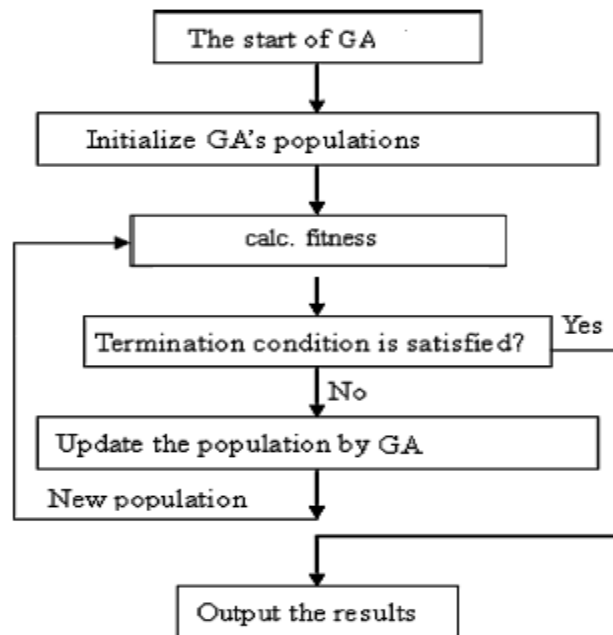 The start of GA
Initialize GA's populations
calc. fitness
Termination condition is satisfied?
Yes
No
Update the population by GA
New population
Output the results